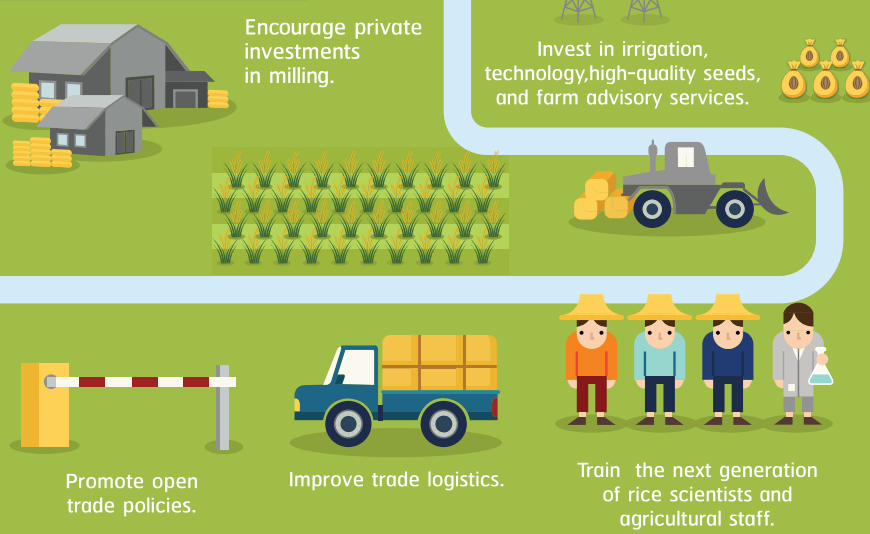 Encourage private
investments
in milling.
Invest in irrigation,
technology,high-quality seeds,
and farm advisory services.
Promote open
trade policies.
Improve trade logistics.
Train the next generation
of rice scientists and
agricultural staff.